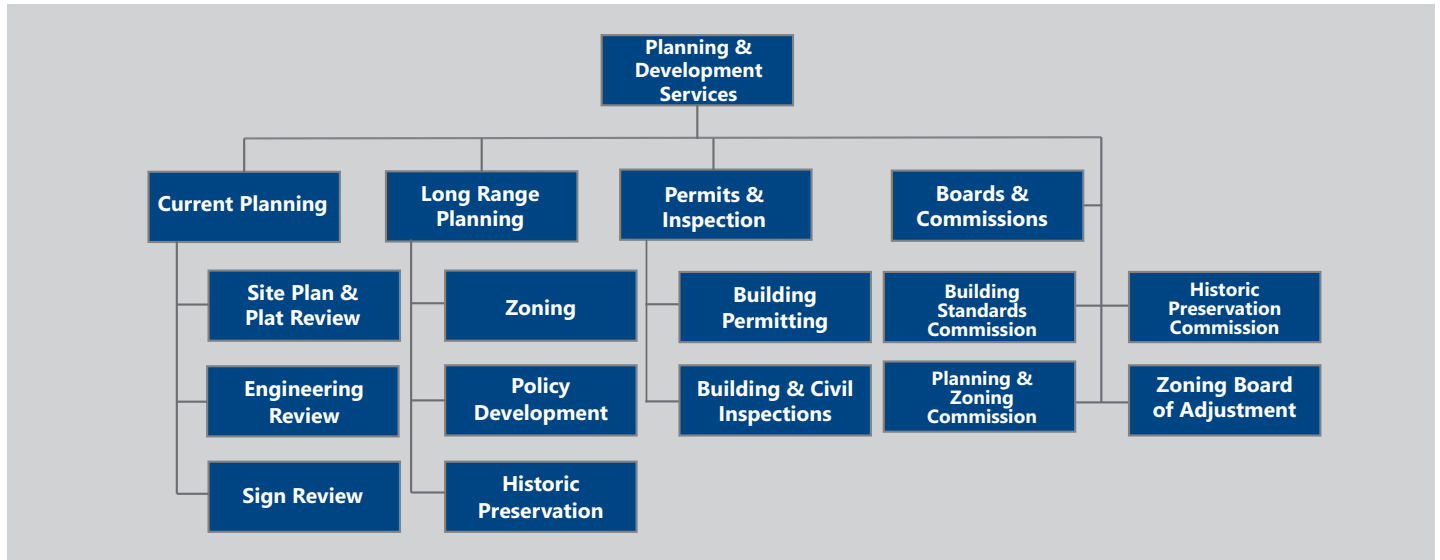 Planning &
Development
Services
Current Planning
Long Range
Planning
Permits &
Inspection
Boards &
Commissions
Site Plan &
Plat Review
Zoning
Building
Permitting
Building
Standards
Commission
Historic
Preservation
Commission
Engineering
Review
Policy
Development
Building & Civil
Inspections
Planning &
Zoning
Commission
Zoning Board
of Adjustment
Sign Review
Historic
Preservation